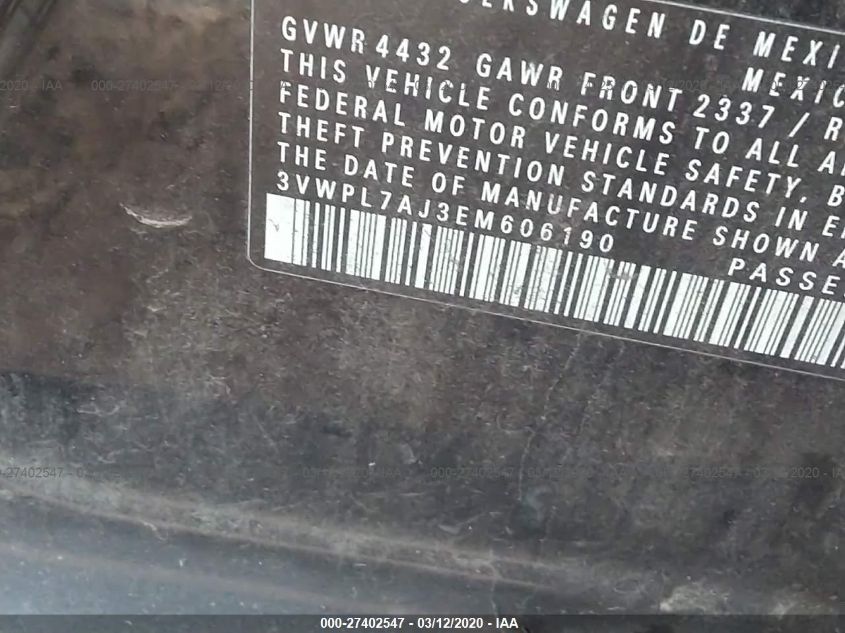 VOLKSWAGEN DE MEXI
MEXIC
GVWR 4432 GAWR FRONT 2337 / R
THIS VEHICLE CONFORMS TO ALL A
FEDERAL MOTOR VEHICLE SAFETY, B
THEFT PREVENTION STANDARDS IN E
THE DATE OF MANUFACTURE SHOWN A
3VWPL7AJ3EM606190
PASSE
000-27402547 - 03/12/2020 - IAA